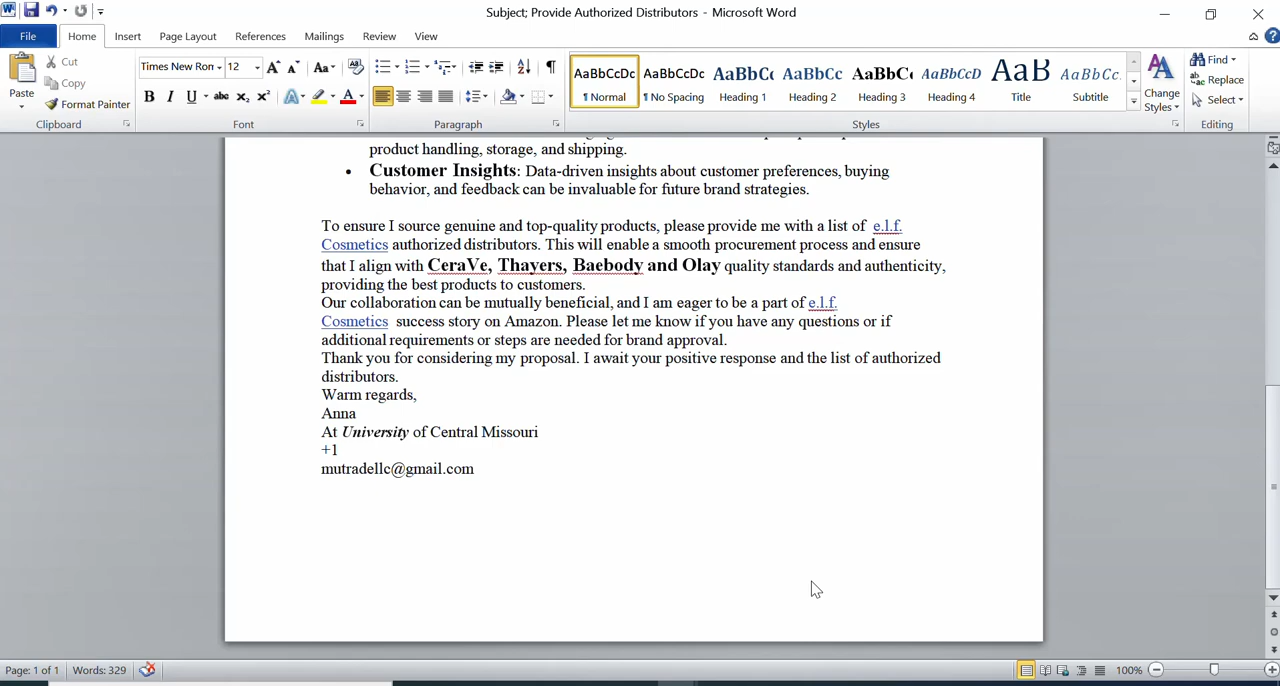 Subject; Provide Authorized Distributors - Microsoft Word
File Home Insert Page Layout References Mailings Review View
Paste
Cut
Copy
Format Painter
Clipboard
Times New Ron 12
Font
Paragraph
AaBbCcDc AaBbCcDc AaBbCc AaBbCc AaBbCc AaBbCcD AaB AaBbCc.
¶ Normal ¶ No Spacing Heading 1 Heading 2 Heading 3 Heading 4 Title Subtitle
Change Styles
Styles
Find
Replace
Select
Editing
product handling, storage, and shipping.
• Customer Insights: Data-driven insights about customer preferences, buying
behavior, and feedback can be invaluable for future brand strategies.
To ensure I source genuine and top-quality products, please provide me with a list of e.l.f.
Cosmetics authorized distributors. This will enable a smooth procurement process and ensure
that I align with CeraVe, Thayers, Baebody and Olay quality standards and authenticity,
providing the best products to customers.
Our collaboration can be mutually beneficial, and I am eager to be a part of e.l.f.
Cosmetics success story on Amazon. Please let me know if you have any questions or if
additional requirements or steps are needed for brand approval.
Thank you for considering my proposal. I await your positive response and the list of authorized
distributors.
Warm regards,
Anna
At University of Central Missouri
+1
mutradellc@gmail.com
Page: 1 of 1 Words: 329 100%